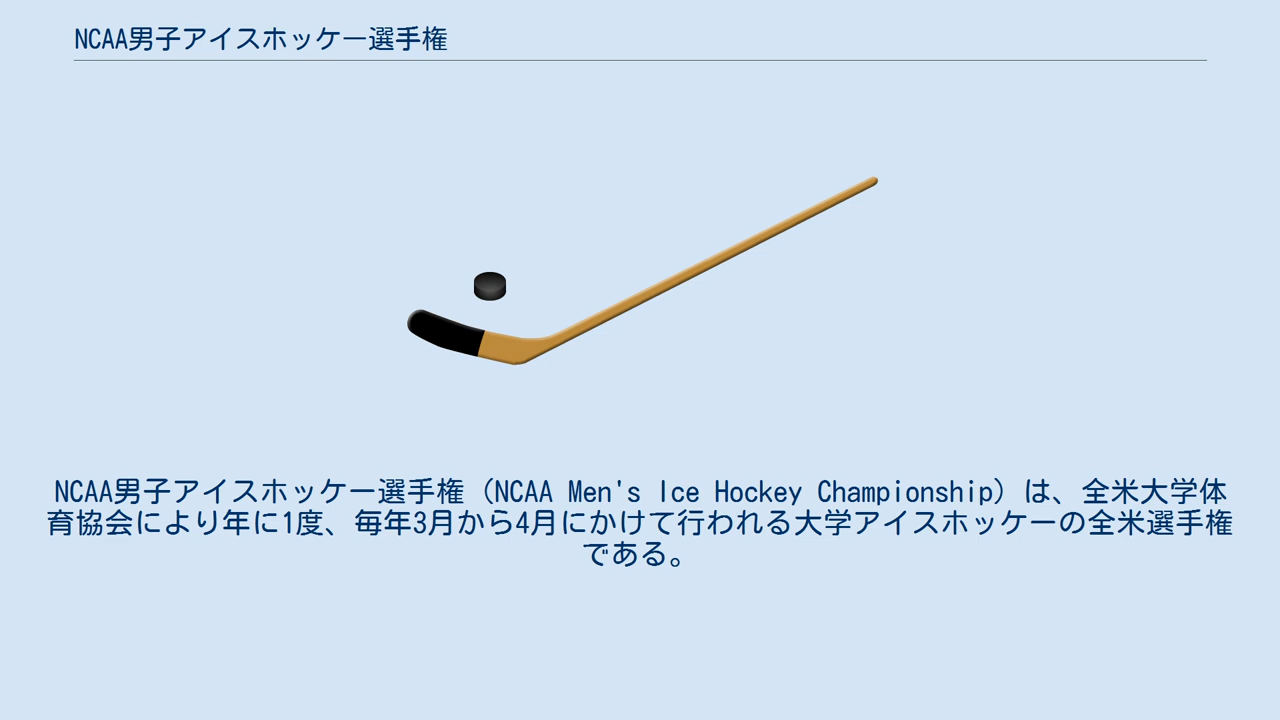 NCAA男子アイスホッケー選手権
NCAA男子アイスホッケー選手権（NCAA Men's Ice Hockey Championship）は、全米大学体
育協会により年に1度、毎年3月から4月にかけて行われる大学アイスホッケーの全米選手権
である。